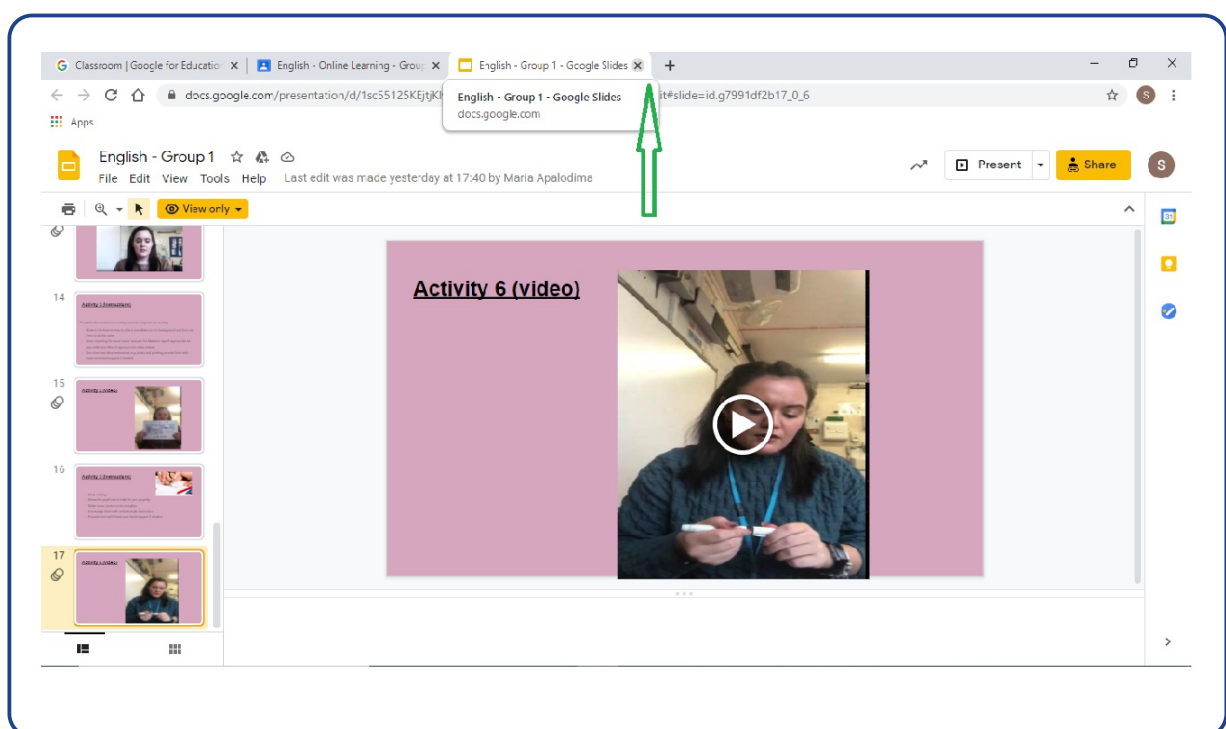 Classroom | Google for Educatio
English - Online Learning - Group
English - Group 1 - Google Slides
docs.google.com/presentation/d/1sc55125KEjtjKl
it#slide=id.g7991df2b17_0_6
English - Group 1 - Google Slides
docs.google.com
Apps
S
English - Group 1
File Edit View Tools Help Last edit was made yesterday at 17:40 by Maria Apalodima
Present
Share
S
View only
31
14
15
16
17
Activity 6 (video)